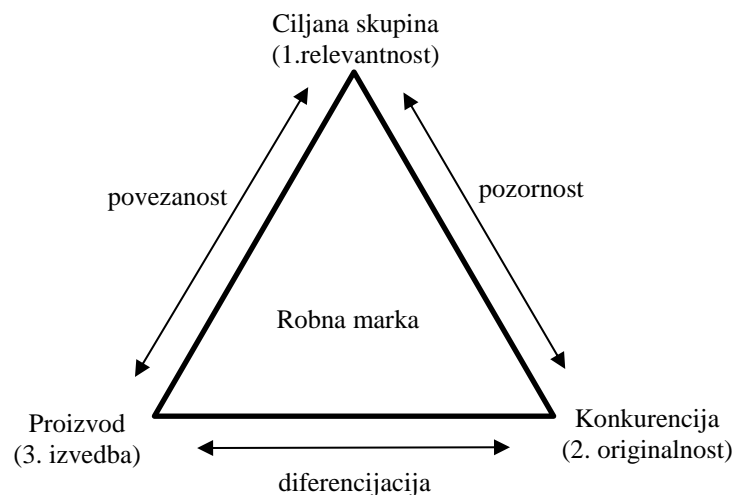 Ciljana skupina
(1.relevantnost)
povezanost
pozornost
Robna marka
Proizvod
(3. izvedba)
Konkurencija
(2. originalnost)
diferencijacija